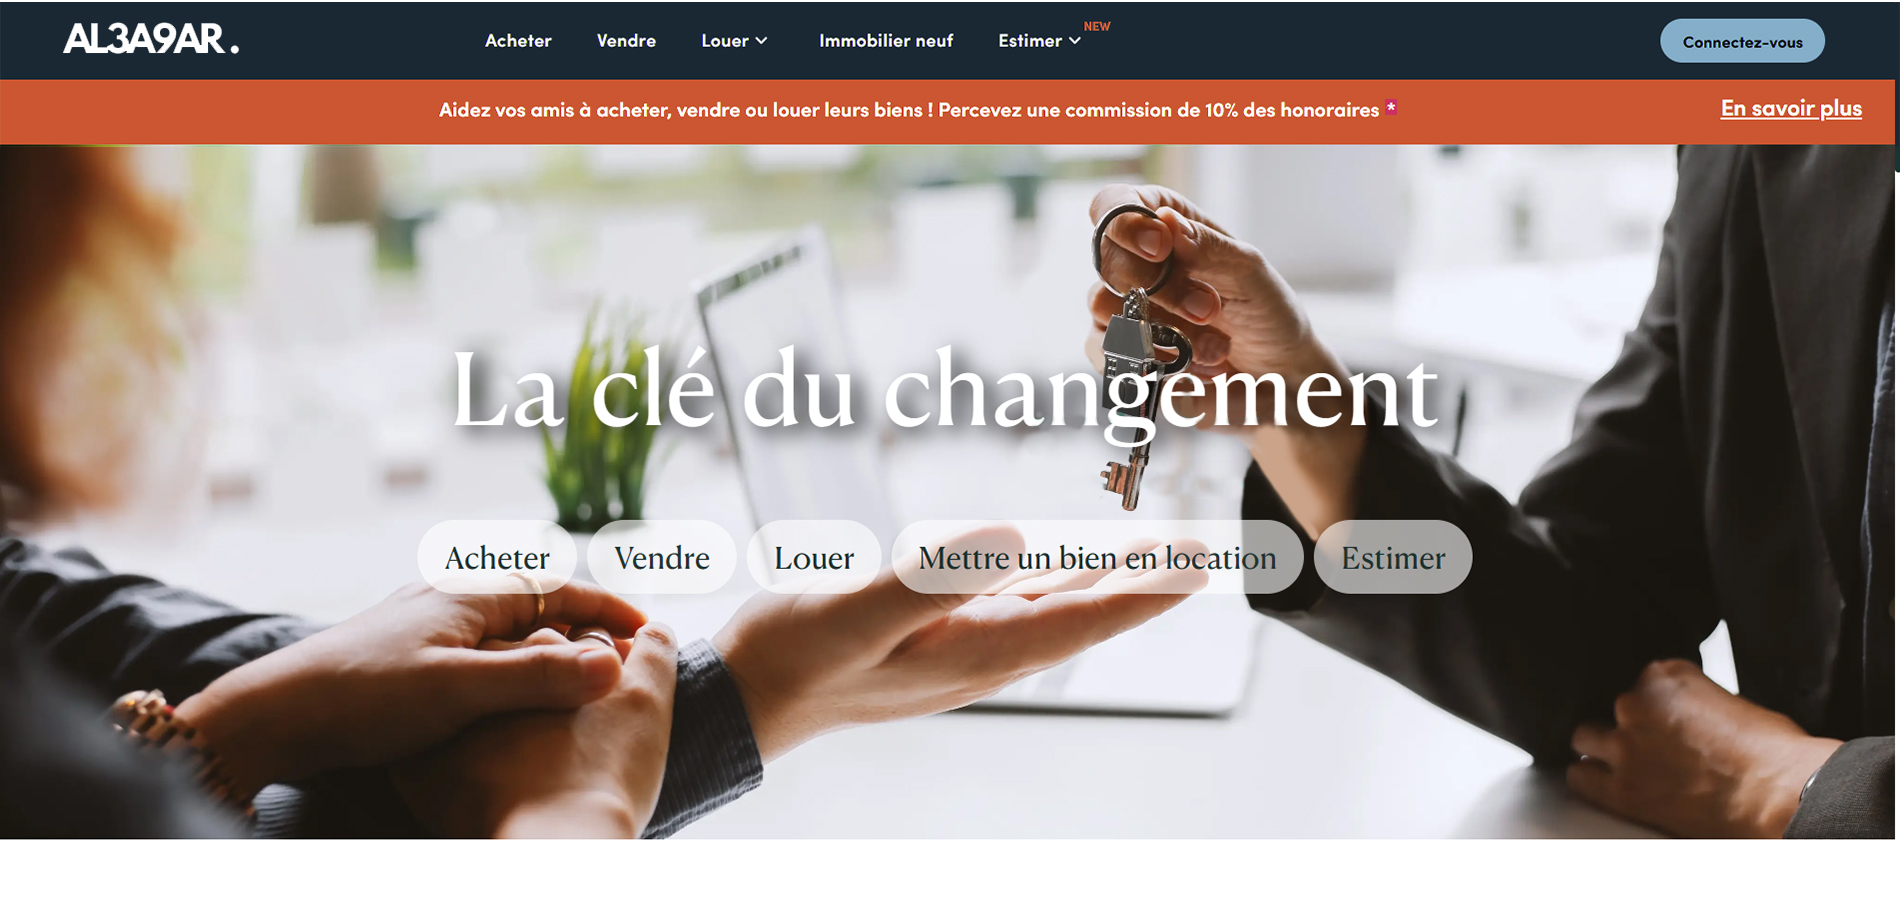 AL3A9AR.
Acheter
Vendre
Louer
Immobilier neuf
Estimer
NEW
Connectez-vous
Aidez vos amis à acheter, vendre ou louer leurs biens ! Percevez une commission de 10% des honoraires *
En savoir plus
La clé du changement
Acheter
Vendre
Louer
Mettre un bien en location
Estimer